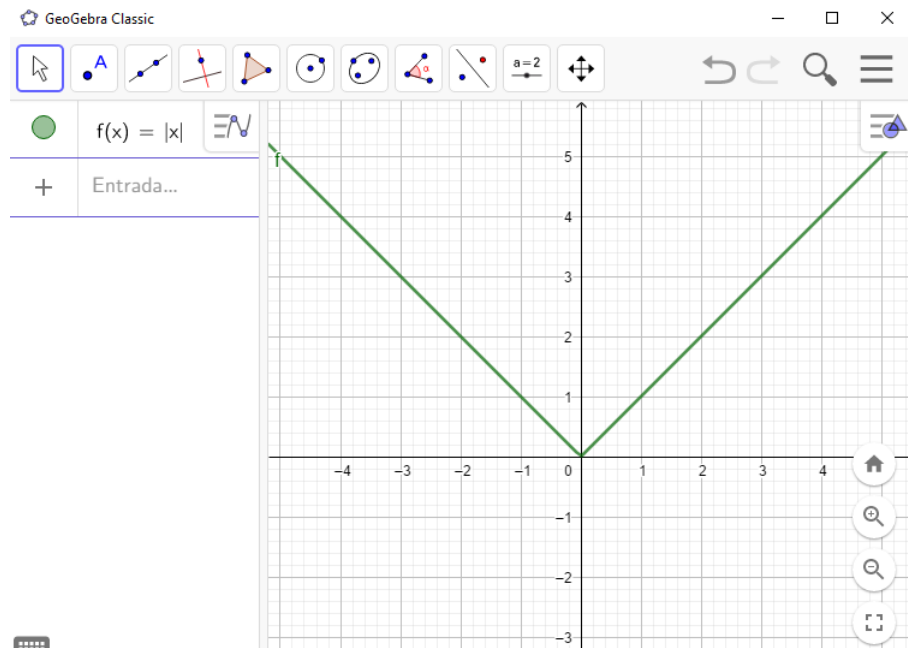 GeoGebra Classic
A
α
a=2
f(x) = |x|
+ Entrada...
f
5
4
3
2
1
−4 −3 −2 −1 0 1 2 3 4
−1
−2
−3